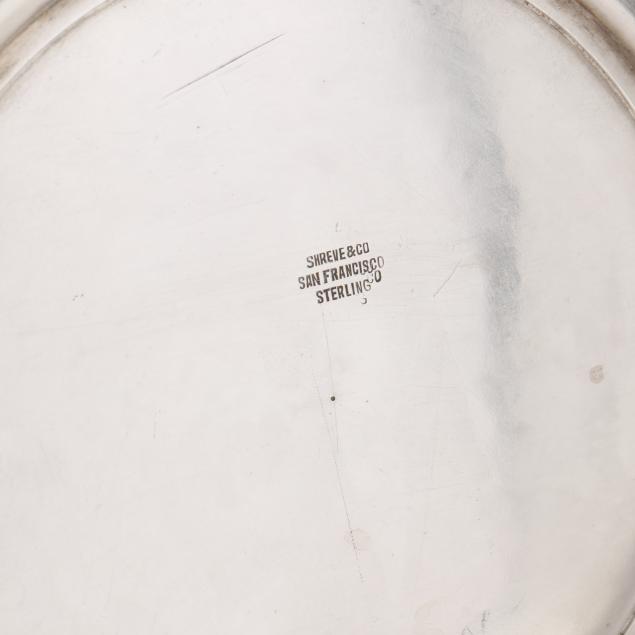 SHREVE & CO
SAN FRANCISCO
STERLING